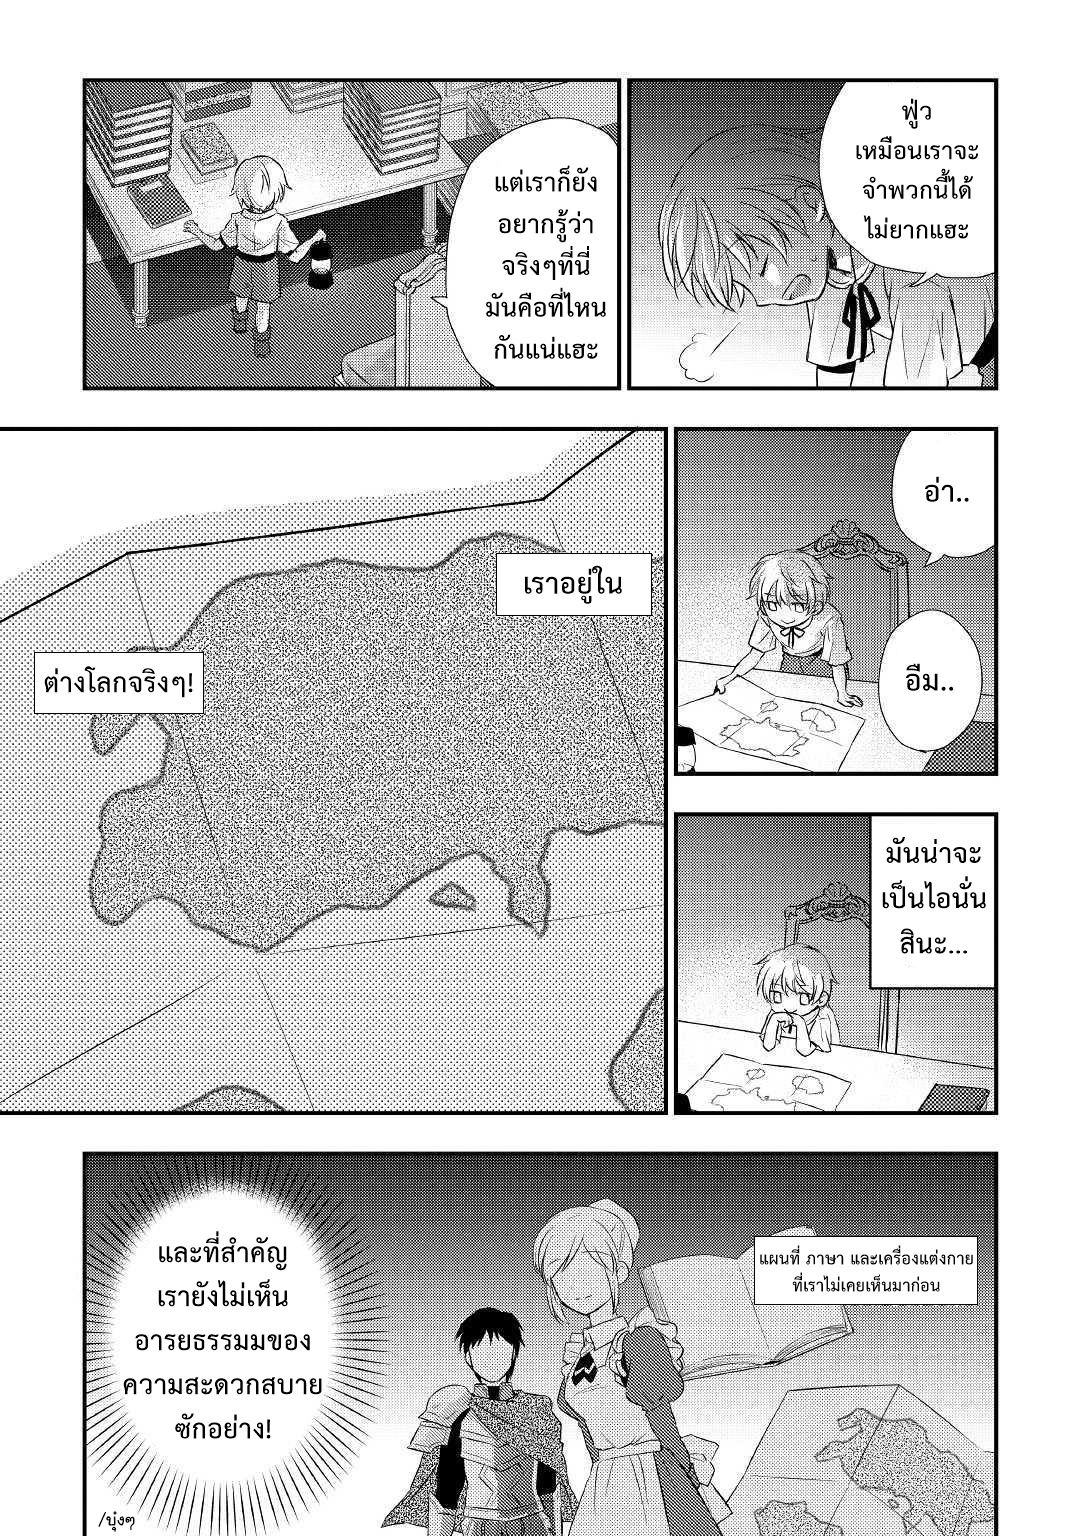 ฟู่ว
เหมือนเราจะ
จำพวกนี้ได้
ไม่ยากแฮะ
แต่เราก็ยัง
อยากรู้ว่า
จริงๆที่นี่
มันคือที่ไหน
กันแน่แฮะ
อ่า..
อืม..
มันน่าจะ
เป็นไอนั่น
สินะ...
เราอยู่ใน
ต่างโลกจริงๆ!
แผนที่ ภาษา และเครื่องแต่งกาย
ที่เราไม่เคยเห็นมาก่อน
และที่สำคัญ
เรายังไม่เห็น
อารยธรรมมของ
ความสะดวกสบาย
ซักอย่าง!
/บุ๋งๆ